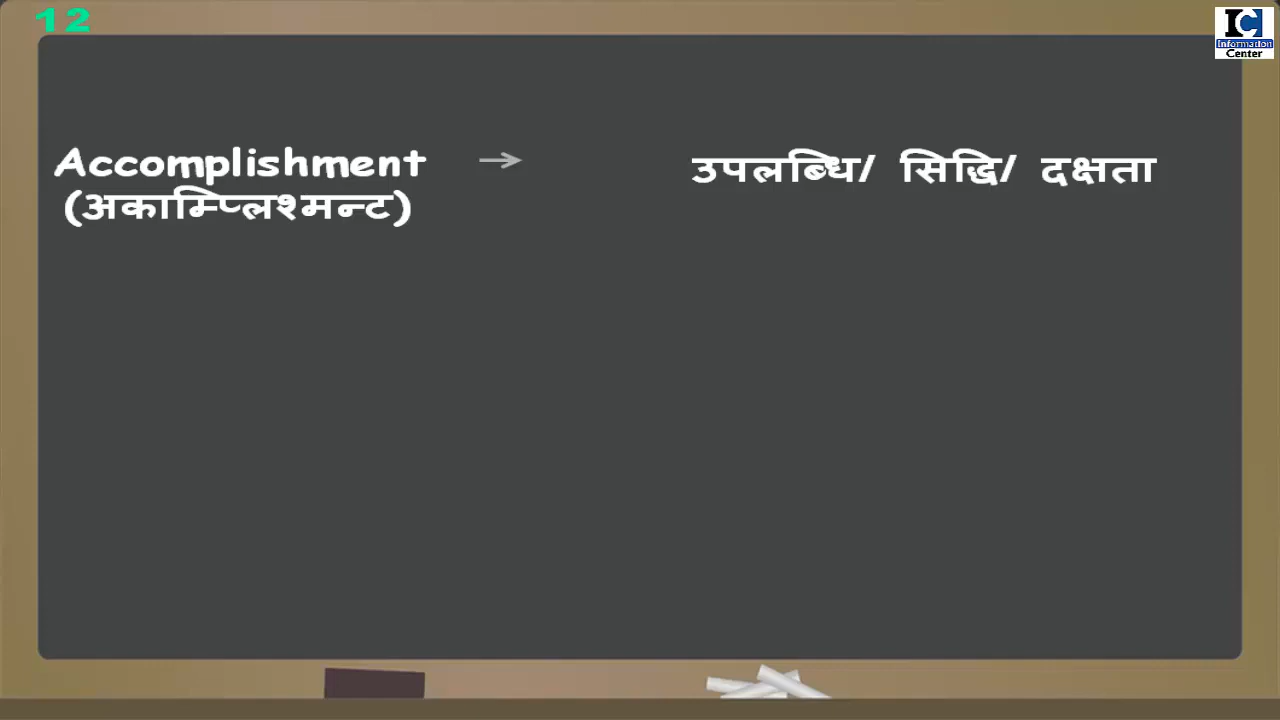 12
IC
Information
Center
Accomplishment → उपलब्धि/ सिद्धि/ दक्षता
(अकाम्प्लिश्मन्ट)